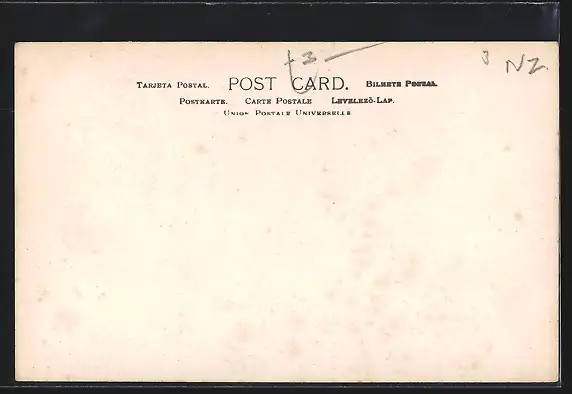 3 3 NZ
TARJETA POSTAL. POST CARD. BILHETE POSTAL.
POSTKARTE. CARTE POSTALE LEVELEZŐ-LAP.
UNION POSTALE UNIVERSELLE